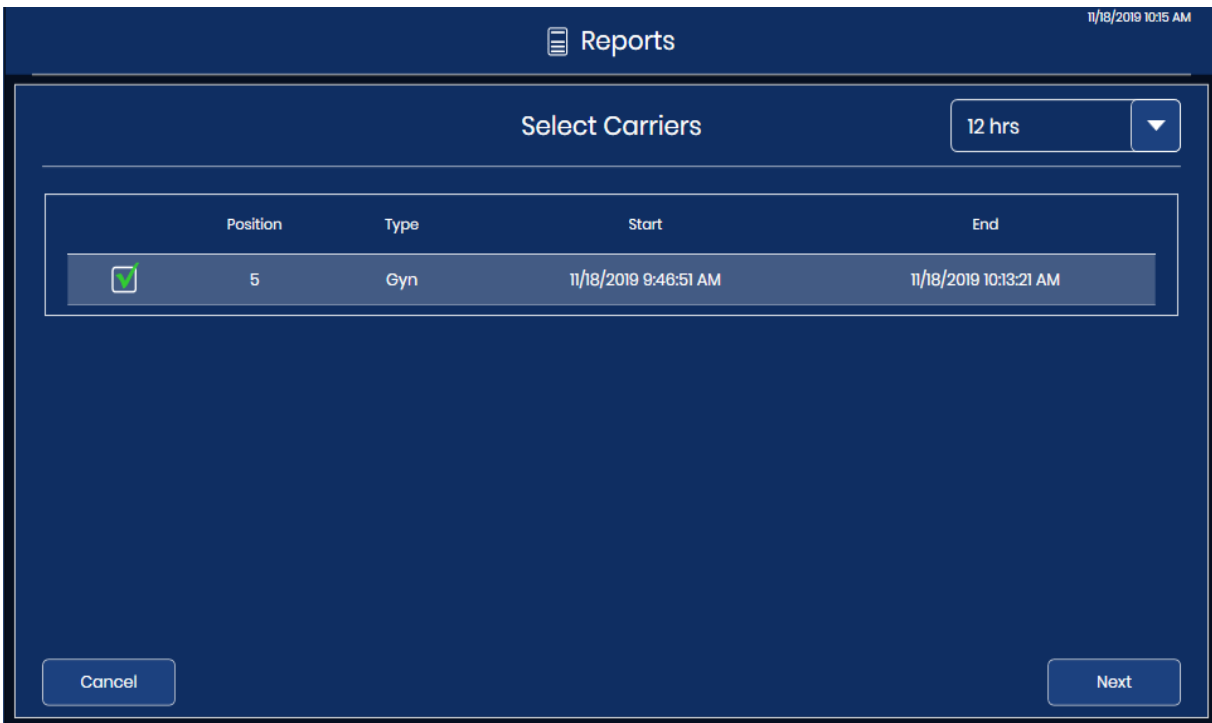 11/18/2019 10:15 AM
Reports
Select Carriers
12 hrs
Position Type Start End
5 Gyn 11/18/2019 9:46:51 AM 11/18/2019 10:13:21 AM
Cancel Next